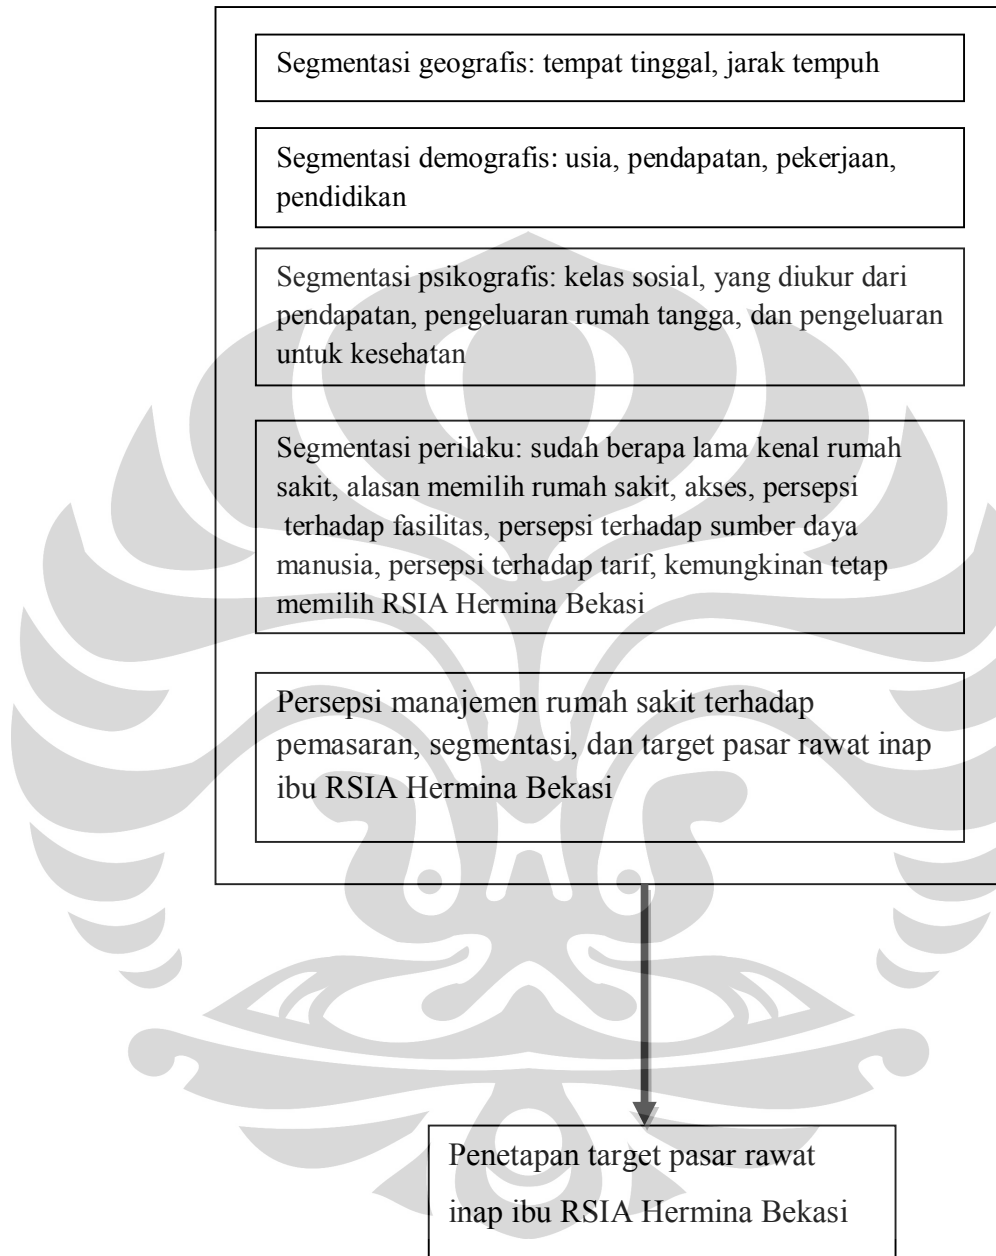 Segmentasi geografis: tempat tinggal, jarak tempuh
Segmentasi demografis: usia, pendapatan, pekerjaan,
pendidikan
Segmentasi psikografis: kelas sosial, yang diukur dari
pendapatan, pengeluaran rumah tangga, dan pengeluaran
untuk kesehatan
Segmentasi perilaku: sudah berapa lama kenal rumah
sakit, alasan memilih rumah sakit, akses, persepsi
terhadap fasilitas, persepsi terhadap sumber daya
manusia, persepsi terhadap tarif, kemungkinan tetap
memilih RSIA Hermina Bekasi
Persepsi manajemen rumah sakit terhadap
pemasaran, segmentasi, dan target pasar rawat inap
ibu RSIA Hermina Bekasi
Penetapan target pasar rawat
inap ibu RSIA Hermina Bekasi